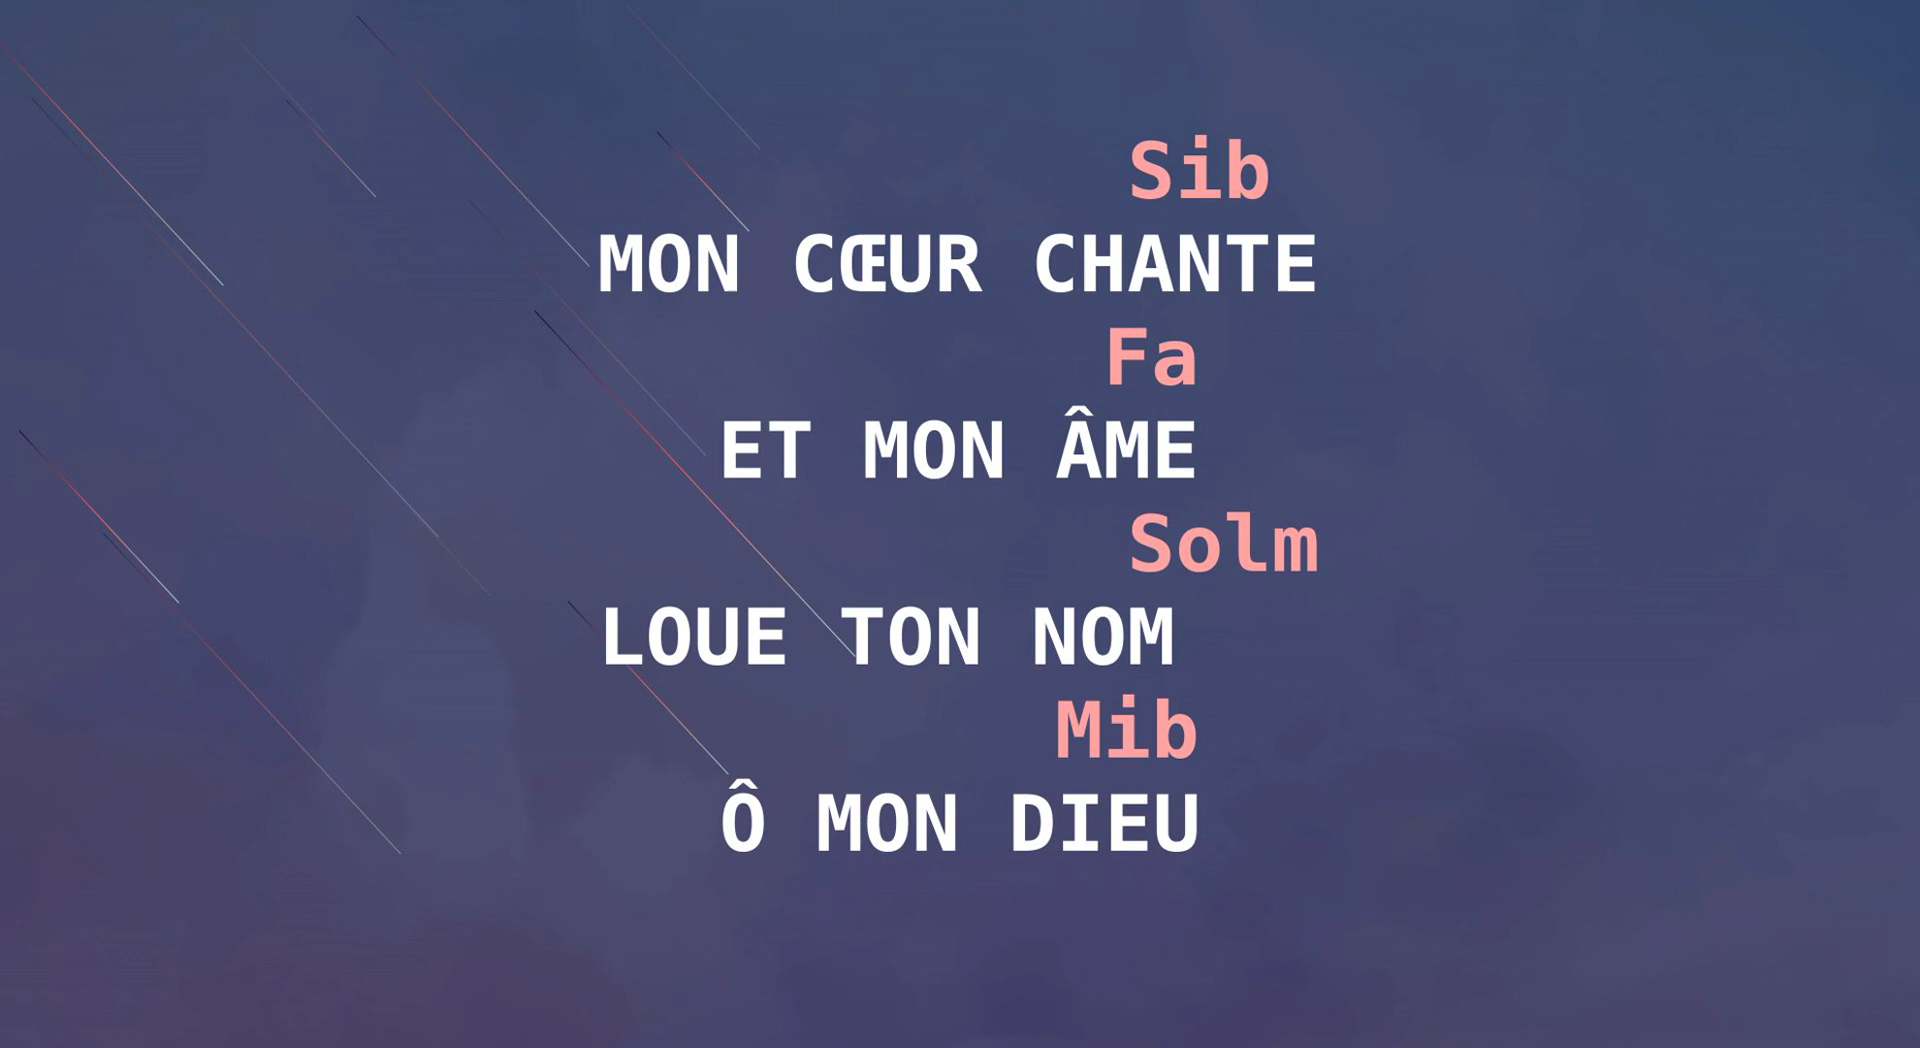 Sib
MON CŒUR CHANTE
Fa
ET MON ÂME
Solm
LOUE TON NOM
Mib
Ô MON DIEU